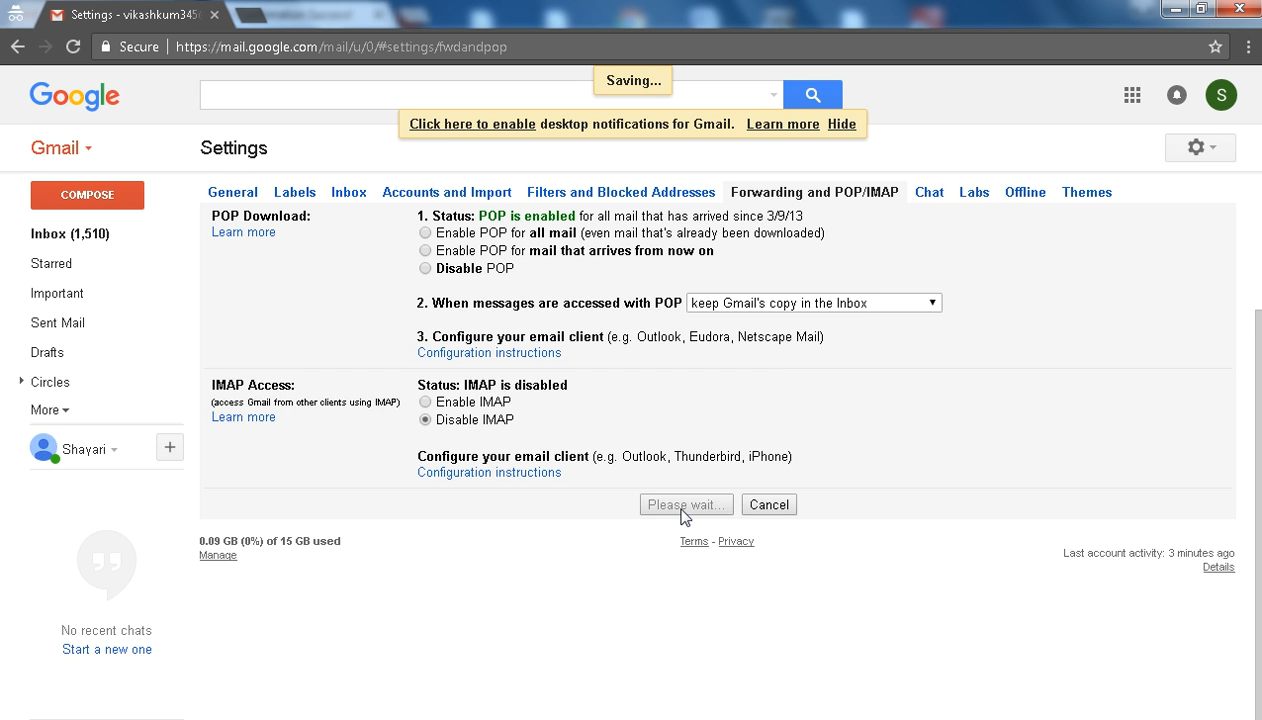 Settings - vikashkum345
Secure
https://mail.google.com/mail/u/0/#settings/fwdandpop
Saving...
Google
S
Click here to enable desktop notifications for Gmail. Learn more Hide
Gmail
Settings
COMPOSE
General Labels Inbox Accounts and Import Filters and Blocked Addresses Forwarding and POP/IMAP Chat Labs Offline Themes
Inbox (1,510)
Starred
Important
Sent Mail
Drafts
Circles
More
Shayari
POP Download:
Learn more
1. Status: POP is enabled for all mail that has arrived since 3/9/13
Enable POP for all mail (even mail that's already been downloaded)
Enable POP for mail that arrives from now on
Disable POP
2. When messages are accessed with POP keep Gmail's copy in the Inbox
3. Configure your email client (e.g. Outlook, Eudora, Netscape Mail)
Configuration instructions
IMAP Access:
(access Gmail from other clients using IMAP)
Learn more
Status: IMAP is disabled
Enable IMAP
Disable IMAP
Configure your email client (e.g. Outlook, Thunderbird, iPhone)
Configuration instructions
Please wait... Cancel
0.09 GB (0%) of 15 GB used
Manage
Terms - Privacy
Last account activity: 3 minutes ago
Details
No recent chats
Start a new one